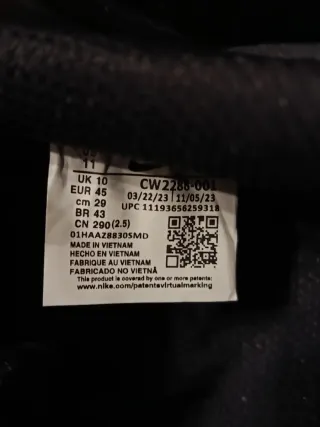 11
UK 10
EUR 45
cm 29
BR 43
CN 290(2.5)
CW2288-001
03/22/23 | 11/05/23
UPC 11193656259318
01HAAZ8830SMD
MADE IN VIETNAM
HECHO EN VIETNAM
FABRIQUE AU VIETNAM
FABRICADO NO VIETNÃ
This product is covered by one or more patents:
www.nike.com/patentsvirtualmarking